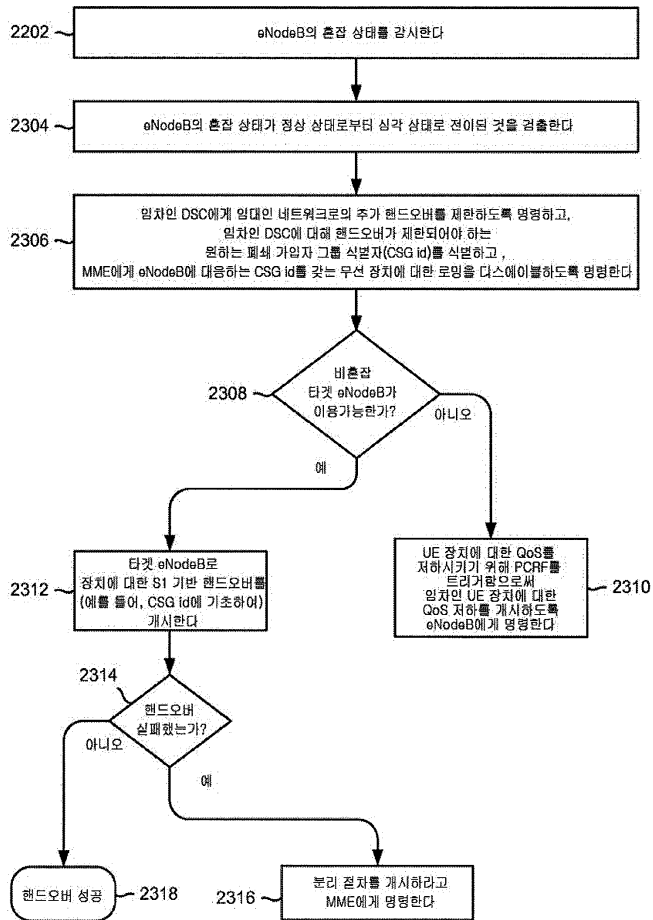 2202
eNodeB의 혼잡 상태를 감시한다
2304
eNodeB의 혼잡 상태가 정상 상태로부터 심각 상태로 전이된 것을 검출한다
2306
임차인 DSC에게 임대인 네트워크로의 추가 핸드오버를 제한하도록 명령하고,
임차인 DSC에 대해 핸드오버가 제한되어야 하는
원하는 폐쇄 가입자 그룹 식별자(CSG id)를 식별하고 ,
MME에게 eNodeB에 대응하는 CSG id를 갖는 무선 장치에 대한 로밍을 디스에이블하도록 명령한다
2308
비혼잡
타겟 eNodeB가
이용가능한가?
아니오
예
2312
타겟 eNodeB로
장치에 대한 S1 기반 핸드오버를
(예를 들어, CSG id에 기초하여)
개시한다
UE 장치에 대한 QoS를
저하시키기 위해 PCRF를
트리거함으로써
임차인 UE 장치에 대한
QoS 저하를 개시하도록
eNodeB에게 명령한다
2310
2314
핸드오버
실패했는가?
아니오
예
핸드오버 성공
2318
2316
분리 절차를 개시하라고
MME에게 명령한다